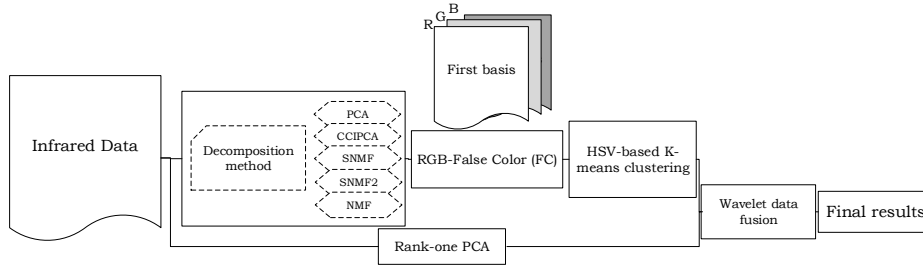 R
G
B
First basis
Infrared Data
Decomposition
method
PCA
CCIPCA
SNMF
SNMF2
NMF
RGB-False Color (FC)
HSV-based K-
means clustering
Wavelet data
fusion
Final results
Rank-one PCA